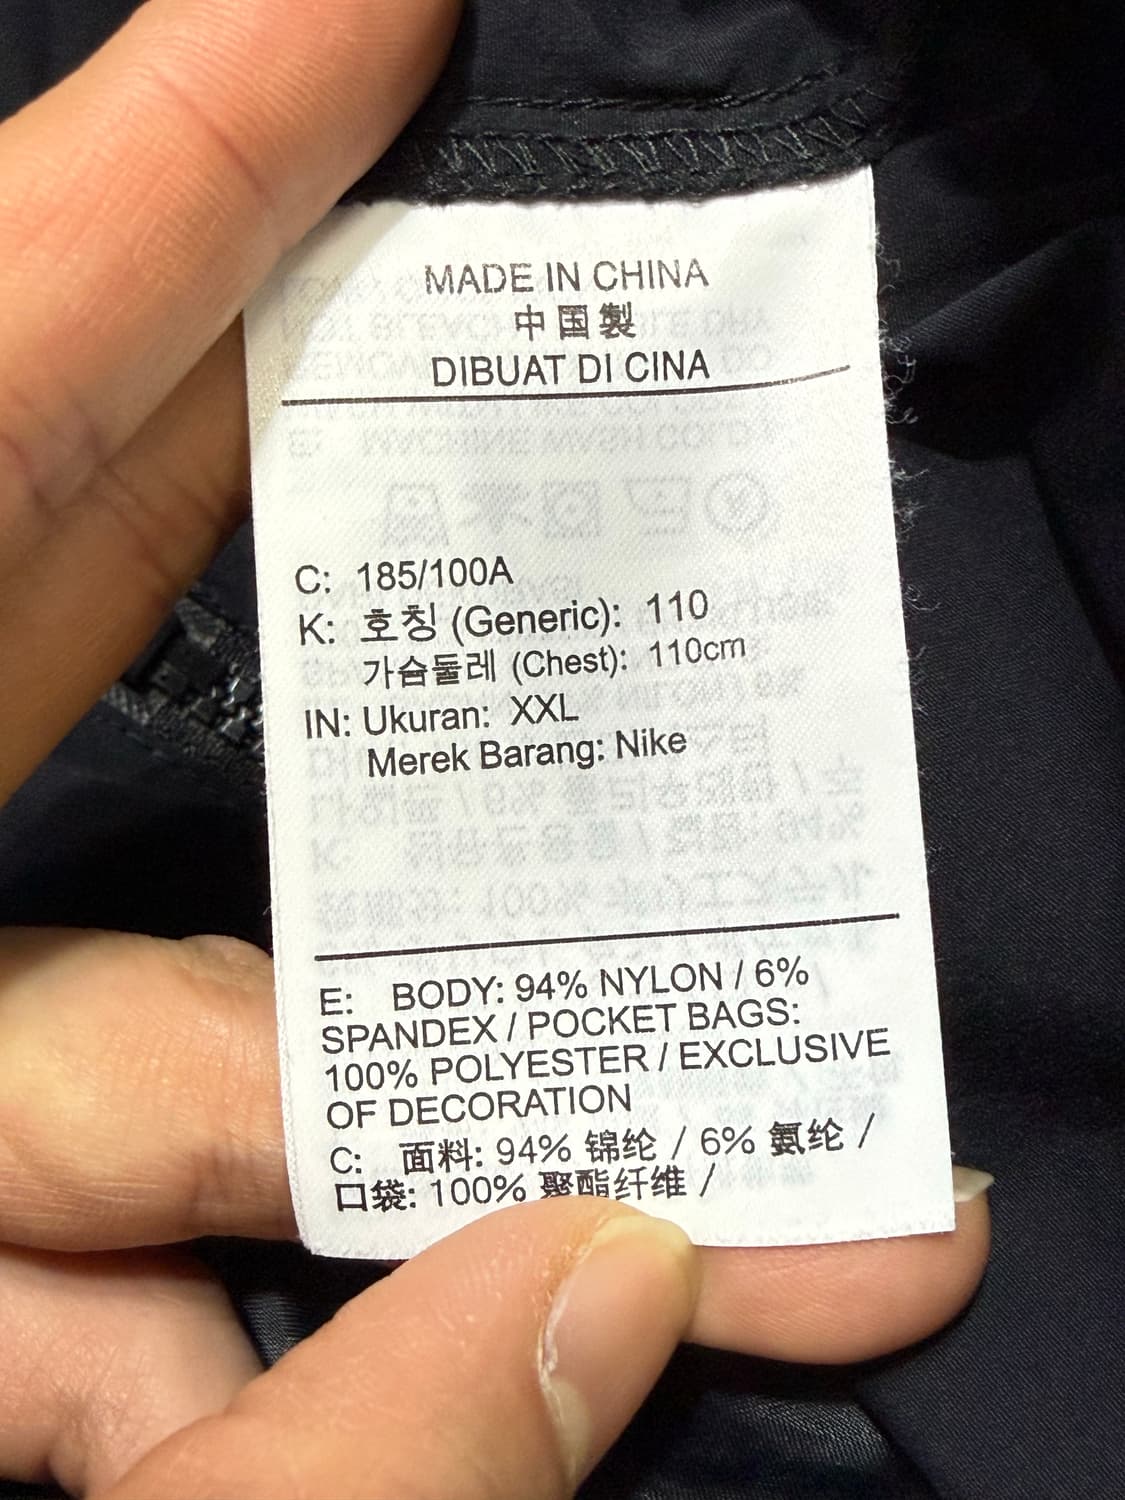 MADE IN CHINA
中国製
DIBUAT DI CINA
C: 185/100A
K: 호칭 (Generic): 110
가슴둘레 (Chest): 110cm
IN: Ukuran: XXL
Merek Barang: Nike
E: BODY: 94% NYLON / 6%
SPANDEX / POCKET BAGS:
100% POLYESTER / EXCLUSIVE
OF DECORATION
C: 面料: 94% 锦纶 / 6% 氨纶 /
口袋: 100% 聚酯纤维 /